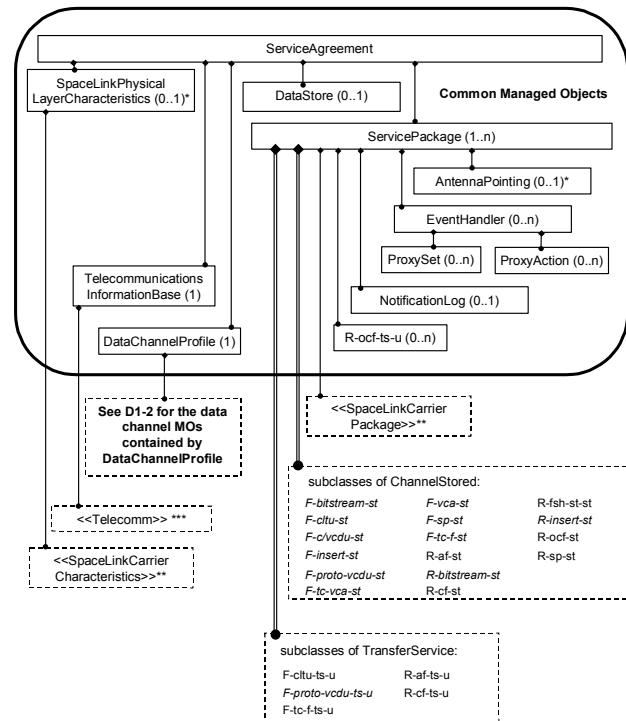 ServiceAgreement
SpaceLinkPhysical
LayerCharacteristics (0..1)*
DataStore (0..1)
Common Managed Objects
ServicePackage (1..n)
AntennaPointing (0..1)*
EventHandler (0..n)
ProxySet (0..n)
ProxyAction (0..n)
Telecommunications
InformationBase (1)
NotificationLog (0..1)
DataChannelProfile (1)
R-ocf-ts-u (0..n)
See D1-2 for the data
channel MOs
contained by
DataChannelProfile
<<SpaceLinkCarrier
Package>>**
<<Telecomm>> ***
<<SpaceLinkCarrier
Characteristics>>**
subclasses of ChannelStored:
F-bitstream-st F-vca-st R-fsh-st-st
F-cltu-st F-sp-st R-insert-st
F-c/vcdu-st F-tc-f-st R-ocf-st
F-insert-st R-af-st R-sp-st
F-proto-vcdu-st R-bitstream-st
F-tc-vca-st R-cf-st
subclasses of TransferService:
F-cltu-ts-u R-af-ts-u
F-proto-vcdu-ts-u R-cf-ts-u
F-tc-f-ts-u